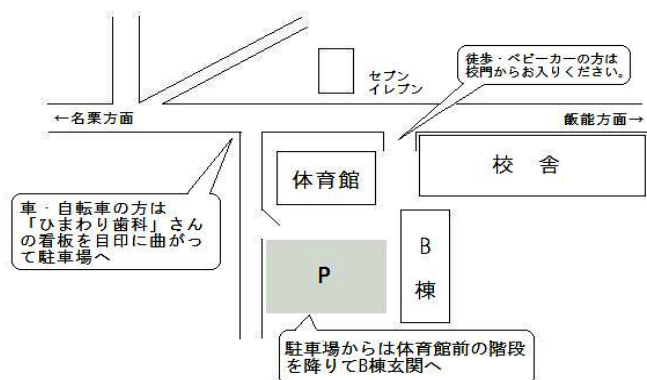 徒歩・ベビーカーの方は
校門からお入りください。
セブン
イレブン
←名栗方面
飯能方面→
体育館
校 舎
車・自転車の方は
「ひまわり歯科」さん
の看板を目印に曲がっ
て駐車場へ
P
B
棟
駐車場からは体育館前の階段
を降りてB棟玄関へ